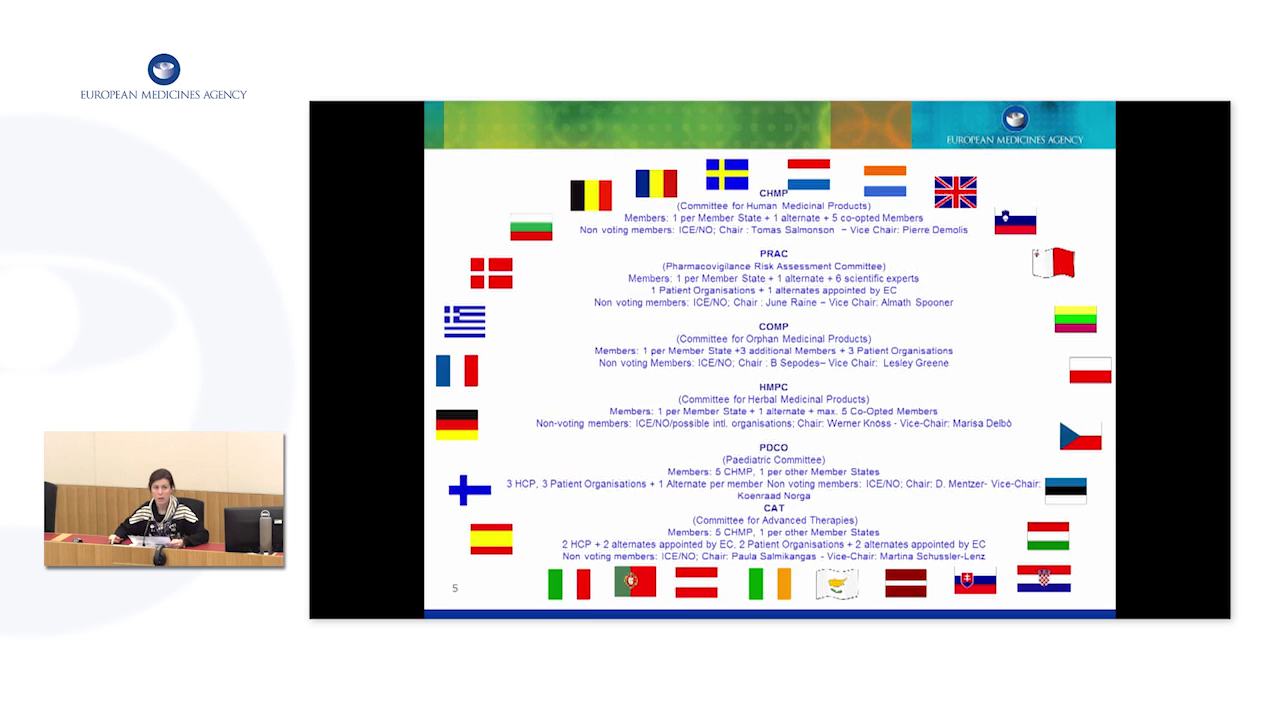 EUROPEAN MEDICINES AGENCY
EUROPEAN MEDICINES AGENCY
CHMP
(Committee for Human Medicinal Products)
Members: 1 per Member State + 1 alternate + 5 co-opted Members
Non voting members: ICE/NO; Chair : Tomas Salmonson – Vice Chair: Pierre Demolis
PRAC
(Pharmacovigilance Risk Assessment Committee)
Members: 1 per Member State + 1 alternate + 6 scientific experts
1 Patient Organisations + 1 alternates appointed by EC
Non voting members: ICE/NO; Chair : June Raine – Vice Chair: Almath Spooner
COMP
(Committee for Orphan Medicinal Products)
Members: 1 per Member State +3 additional Members + 3 Patient Organisations
Non voting Members: ICE/NO; Chair : B Sepodes– Vice Chair: Lesley Greene
HMPC
(Committee for Herbal Medicinal Products)
Members: 1 per Member State + 1 alternate + max. 5 Co-Opted Members
Non-voting members: ICE/NO/possible intl. organisations; Chair: Werner Knöss - Vice-Chair: Marisa Delbò
PDCO
(Paediatric Committee)
Members: 5 CHMP, 1 per other Member States
3 HCP, 3 Patient Organisations + 1 Alternate per member Non voting members: ICE/NO; Chair: D. Mentzer- Vice-Chair:
Koenraad Norga
CAT
(Committee for Advanced Therapies)
Members: 5 CHMP, 1 per other Member States
2 HCP + 2 alternates appointed by EC. 2 Patient Organisations + 2 alternates appointed by EC
Non voting members: ICE/NO; Chair: Paula Salmikangas - Vice-Chair: Martina Schussler-Lenz
5